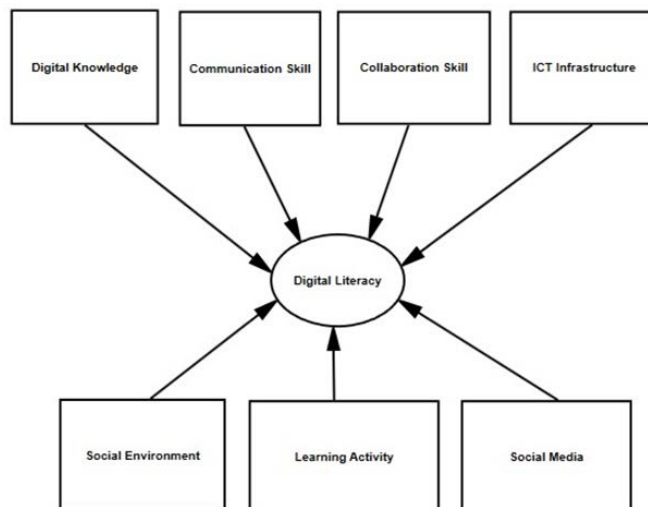 Digital Knowledge
Communication Skill
Collaboration Skill
ICT Infrastructure
Digital Literacy
Social Environment
Learning Activity
Social Media